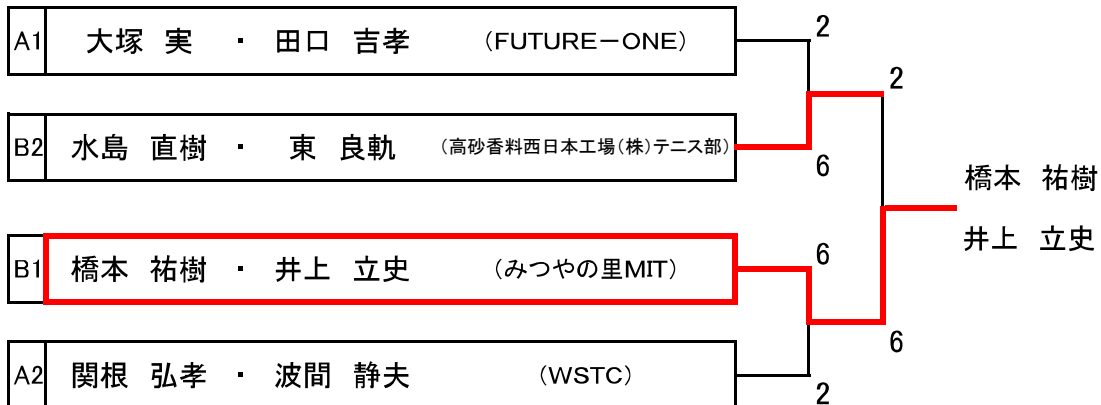 A1 大塚 実 ・ 田口 吉孝 (FUTURE－ONE) 2
2
B2 水島 直樹 ・ 東 良軌 (高砂香料西日本工場(株)テニス部) 6
橋本 祐樹
井上 立史
B1 橋本 祐樹 ・ 井上 立史 (みつやの里MIT) 6
6
A2 関根 弘孝 ・ 波間 静夫 (WSTC) 2